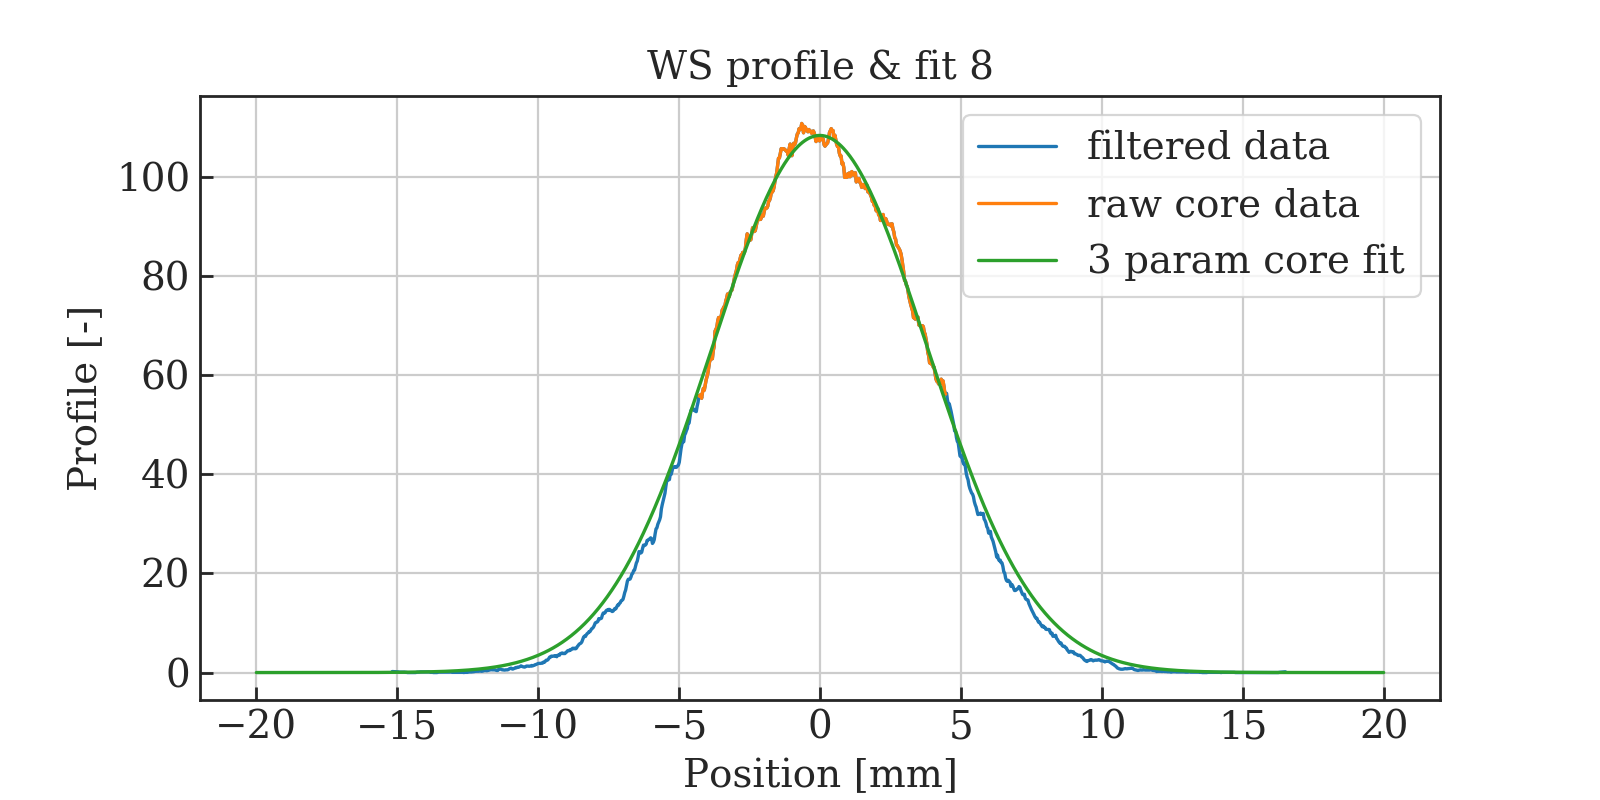 WS profile & fit 8
filtered data
raw core data
3 param core fit
Profile [-]
100
80
60
40
20
0
−20 −15 −10 −5 0 5 10 15 20
Position [mm]